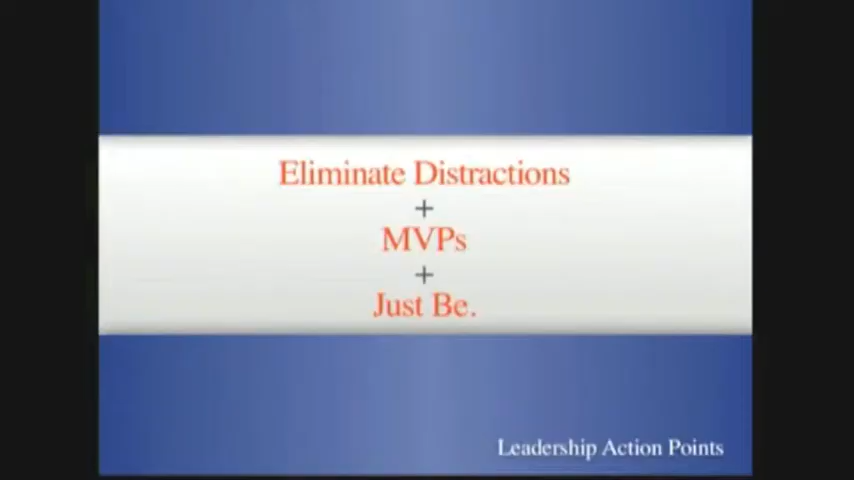 Eliminate Distractions
+
MVPs
+
Just Be.
Leadership Action Points